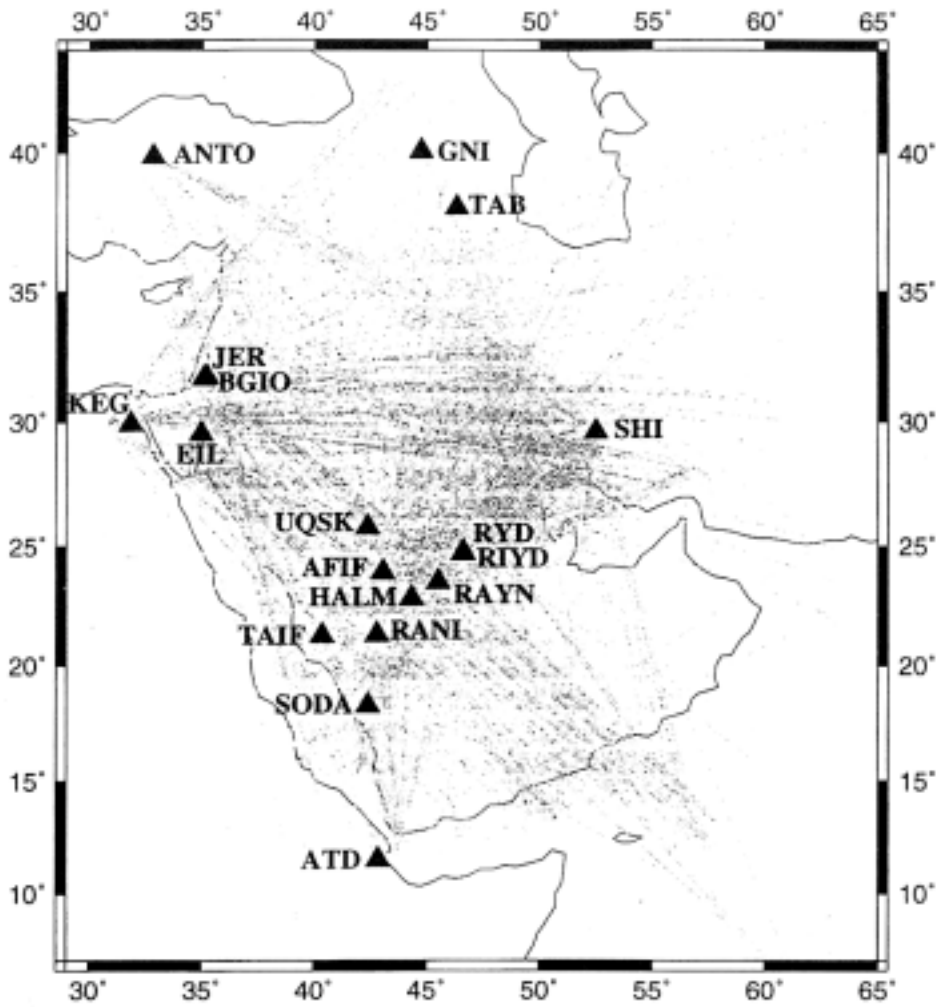 30° 35° 40° 45° 50° 55° 60° 65°
ANTO
GNI
40° 40°
TAB
35° 35°
JER
BGIO
KEG
30° 30°
SHI
EIL
UQSK
RYD
25° 25°
RIYD
AFIF
RAYN
HALM
TAIF
RANI
20° 20°
SODA
15° 15°
ATD
10° 10°
30° 35° 40° 45° 50° 55° 60° 65°